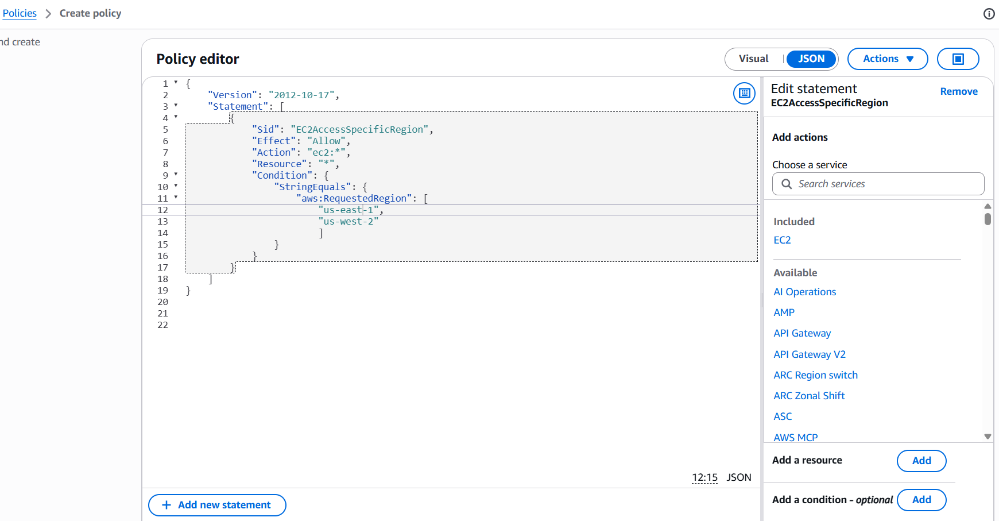 Policies > Create policy
nd create
Policy editor
Visual | JSON
Actions
1 {
2 "Version": "2012-10-17",
3 "Statement": [
4 {
5 "Sid": "EC2AccessSpecificRegion",
6 "Effect": "Allow",
7 "Action": "ec2:*",
8 "Resource": "*",
9 "Condition": {
10 "StringEquals": {
11 "aws:RequestedRegion": [
12 "us-east-1",
13 "us-west-2"
14 ]
15 }
16 }
17 }
18 ]
19 }
20
21
22
12:15 JSON
+ Add new statement
Edit statement
EC2AccessSpecificRegion
Remove
Add actions
Choose a service
Search services
Included
EC2
Available
AI Operations
AMP
API Gateway
API Gateway V2
ARC Region switch
ARC Zonal Shift
ASC
AWS MCP
Add a resource
Add
Add a condition - optional
Add